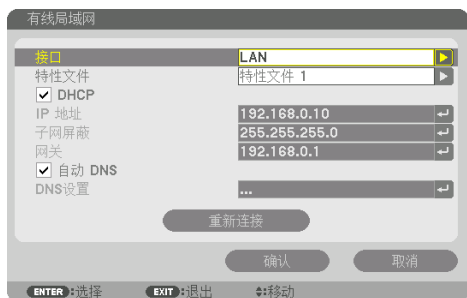 有线局域网
接口 LAN
特性文件 特性文件 1
DHCP
IP 地址 192.168.0.10
子网屏蔽 255.255.255.0
网关 192.168.0.1
自动 DNS
DNS设置 ...
重新连接
确认 取消
ENTER :选择 EXIT :退出 :移动